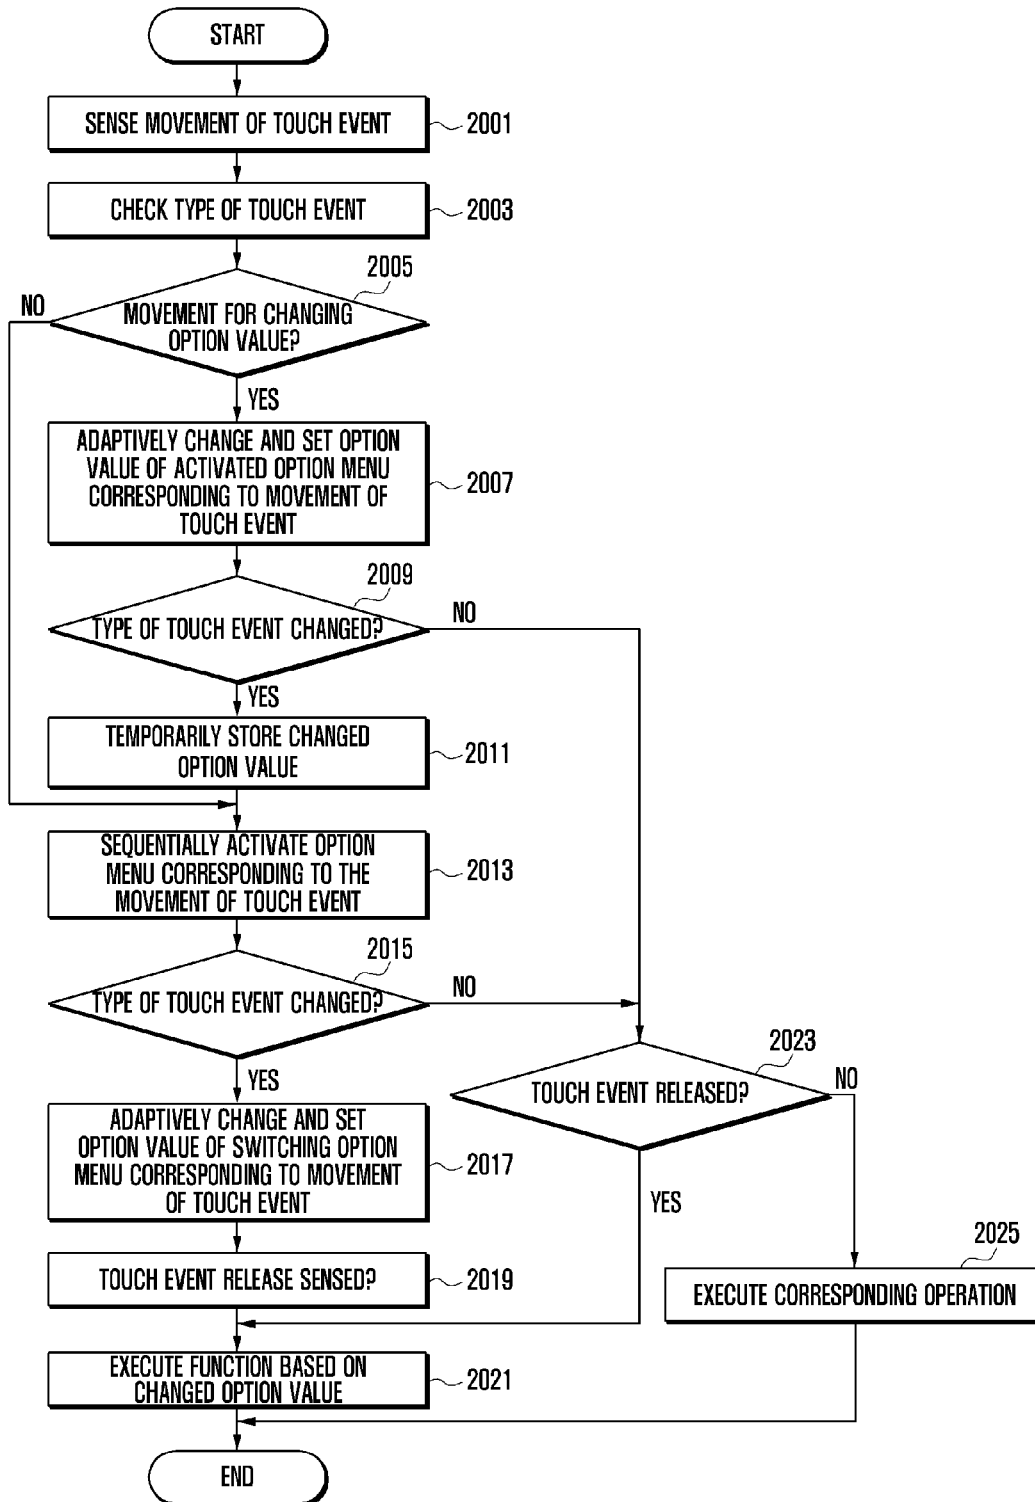 START
SENSE MOVEMENT OF TOUCH EVENT
2001
CHECK TYPE OF TOUCH EVENT
2003
2005
NO
MOVEMENT FOR CHANGING
OPTION VALUE?
YES
ADAPTIVELY CHANGE AND SET OPTION
VALUE OF ACTIVATED OPTION MENU
CORRESPONDING TO MOVEMENT OF
TOUCH EVENT
2007
2009
TYPE OF TOUCH EVENT CHANGED?
NO
YES
TEMPORARILY STORE CHANGED
OPTION VALUE
2011
SEQUENTIALLY ACTIVATE OPTION
MENU CORRESPONDING TO THE
MOVEMENT OF TOUCH EVENT
2013
2015
TYPE OF TOUCH EVENT CHANGED?
NO
YES
2023
TOUCH EVENT RELEASED?
NO
YES
ADAPTIVELY CHANGE AND SET
OPTION VALUE OF SWITCHING OPTION
MENU CORRESPONDING TO MOVEMENT
OF TOUCH EVENT
2017
2025
EXECUTE CORRESPONDING OPERATION
TOUCH EVENT RELEASE SENSED?
2019
EXECUTE FUNCTION BASED ON
CHANGED OPTION VALUE
2021
END